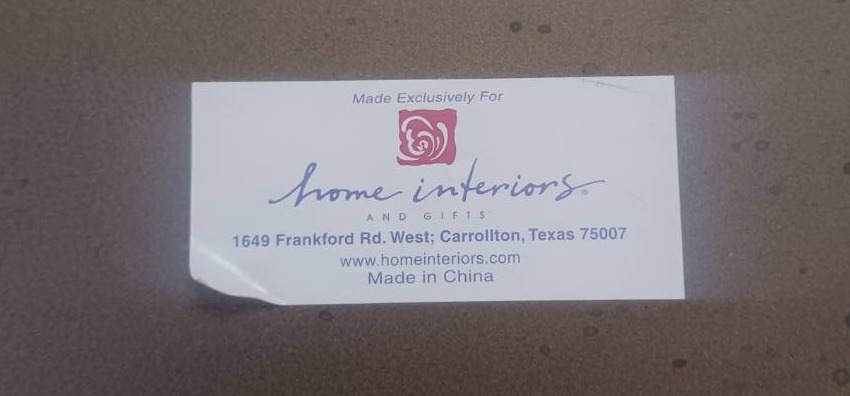 Made Exclusively For
home interiors®
AND GIFTS
1649 Frankford Rd. West; Carrollton, Texas 75007
www.homeinteriors.com
Made in China